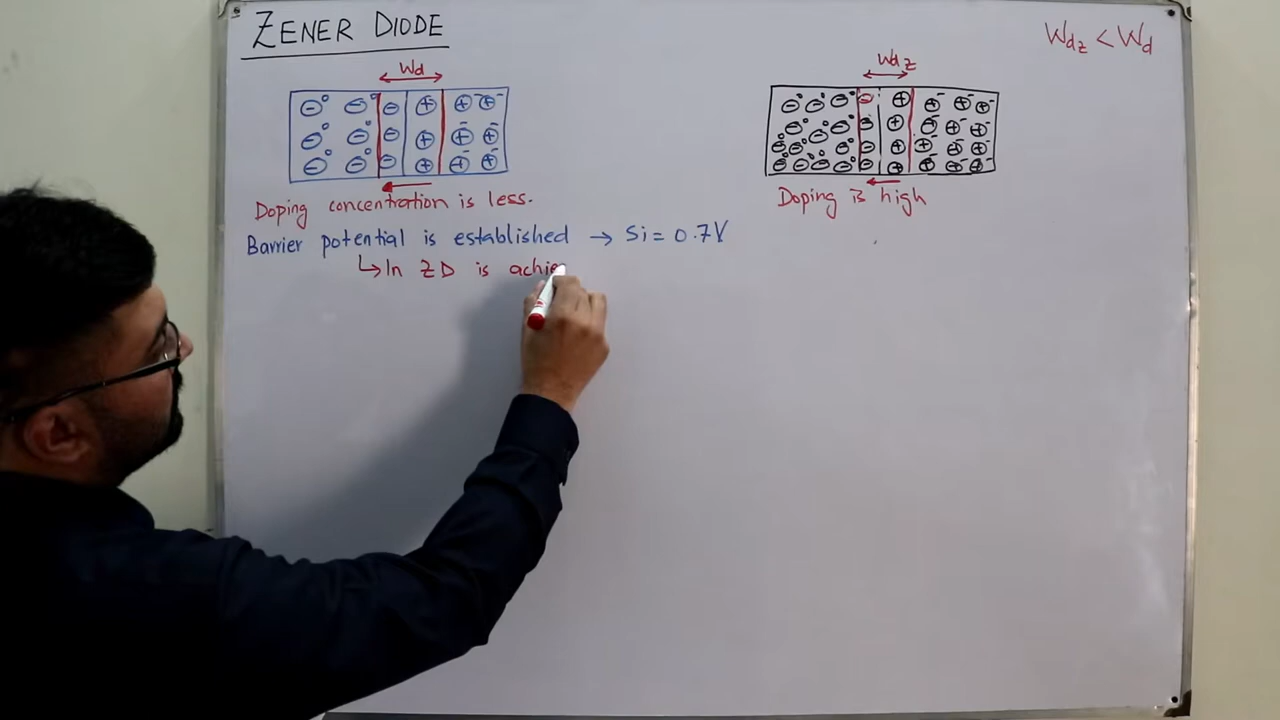 ZENER DIODE
Wdz < Wd
Wd
Wdz
Doping concentration is less.
Doping is high
Barrier potential is established → Si = 0.7V
↳ In ZD is achie